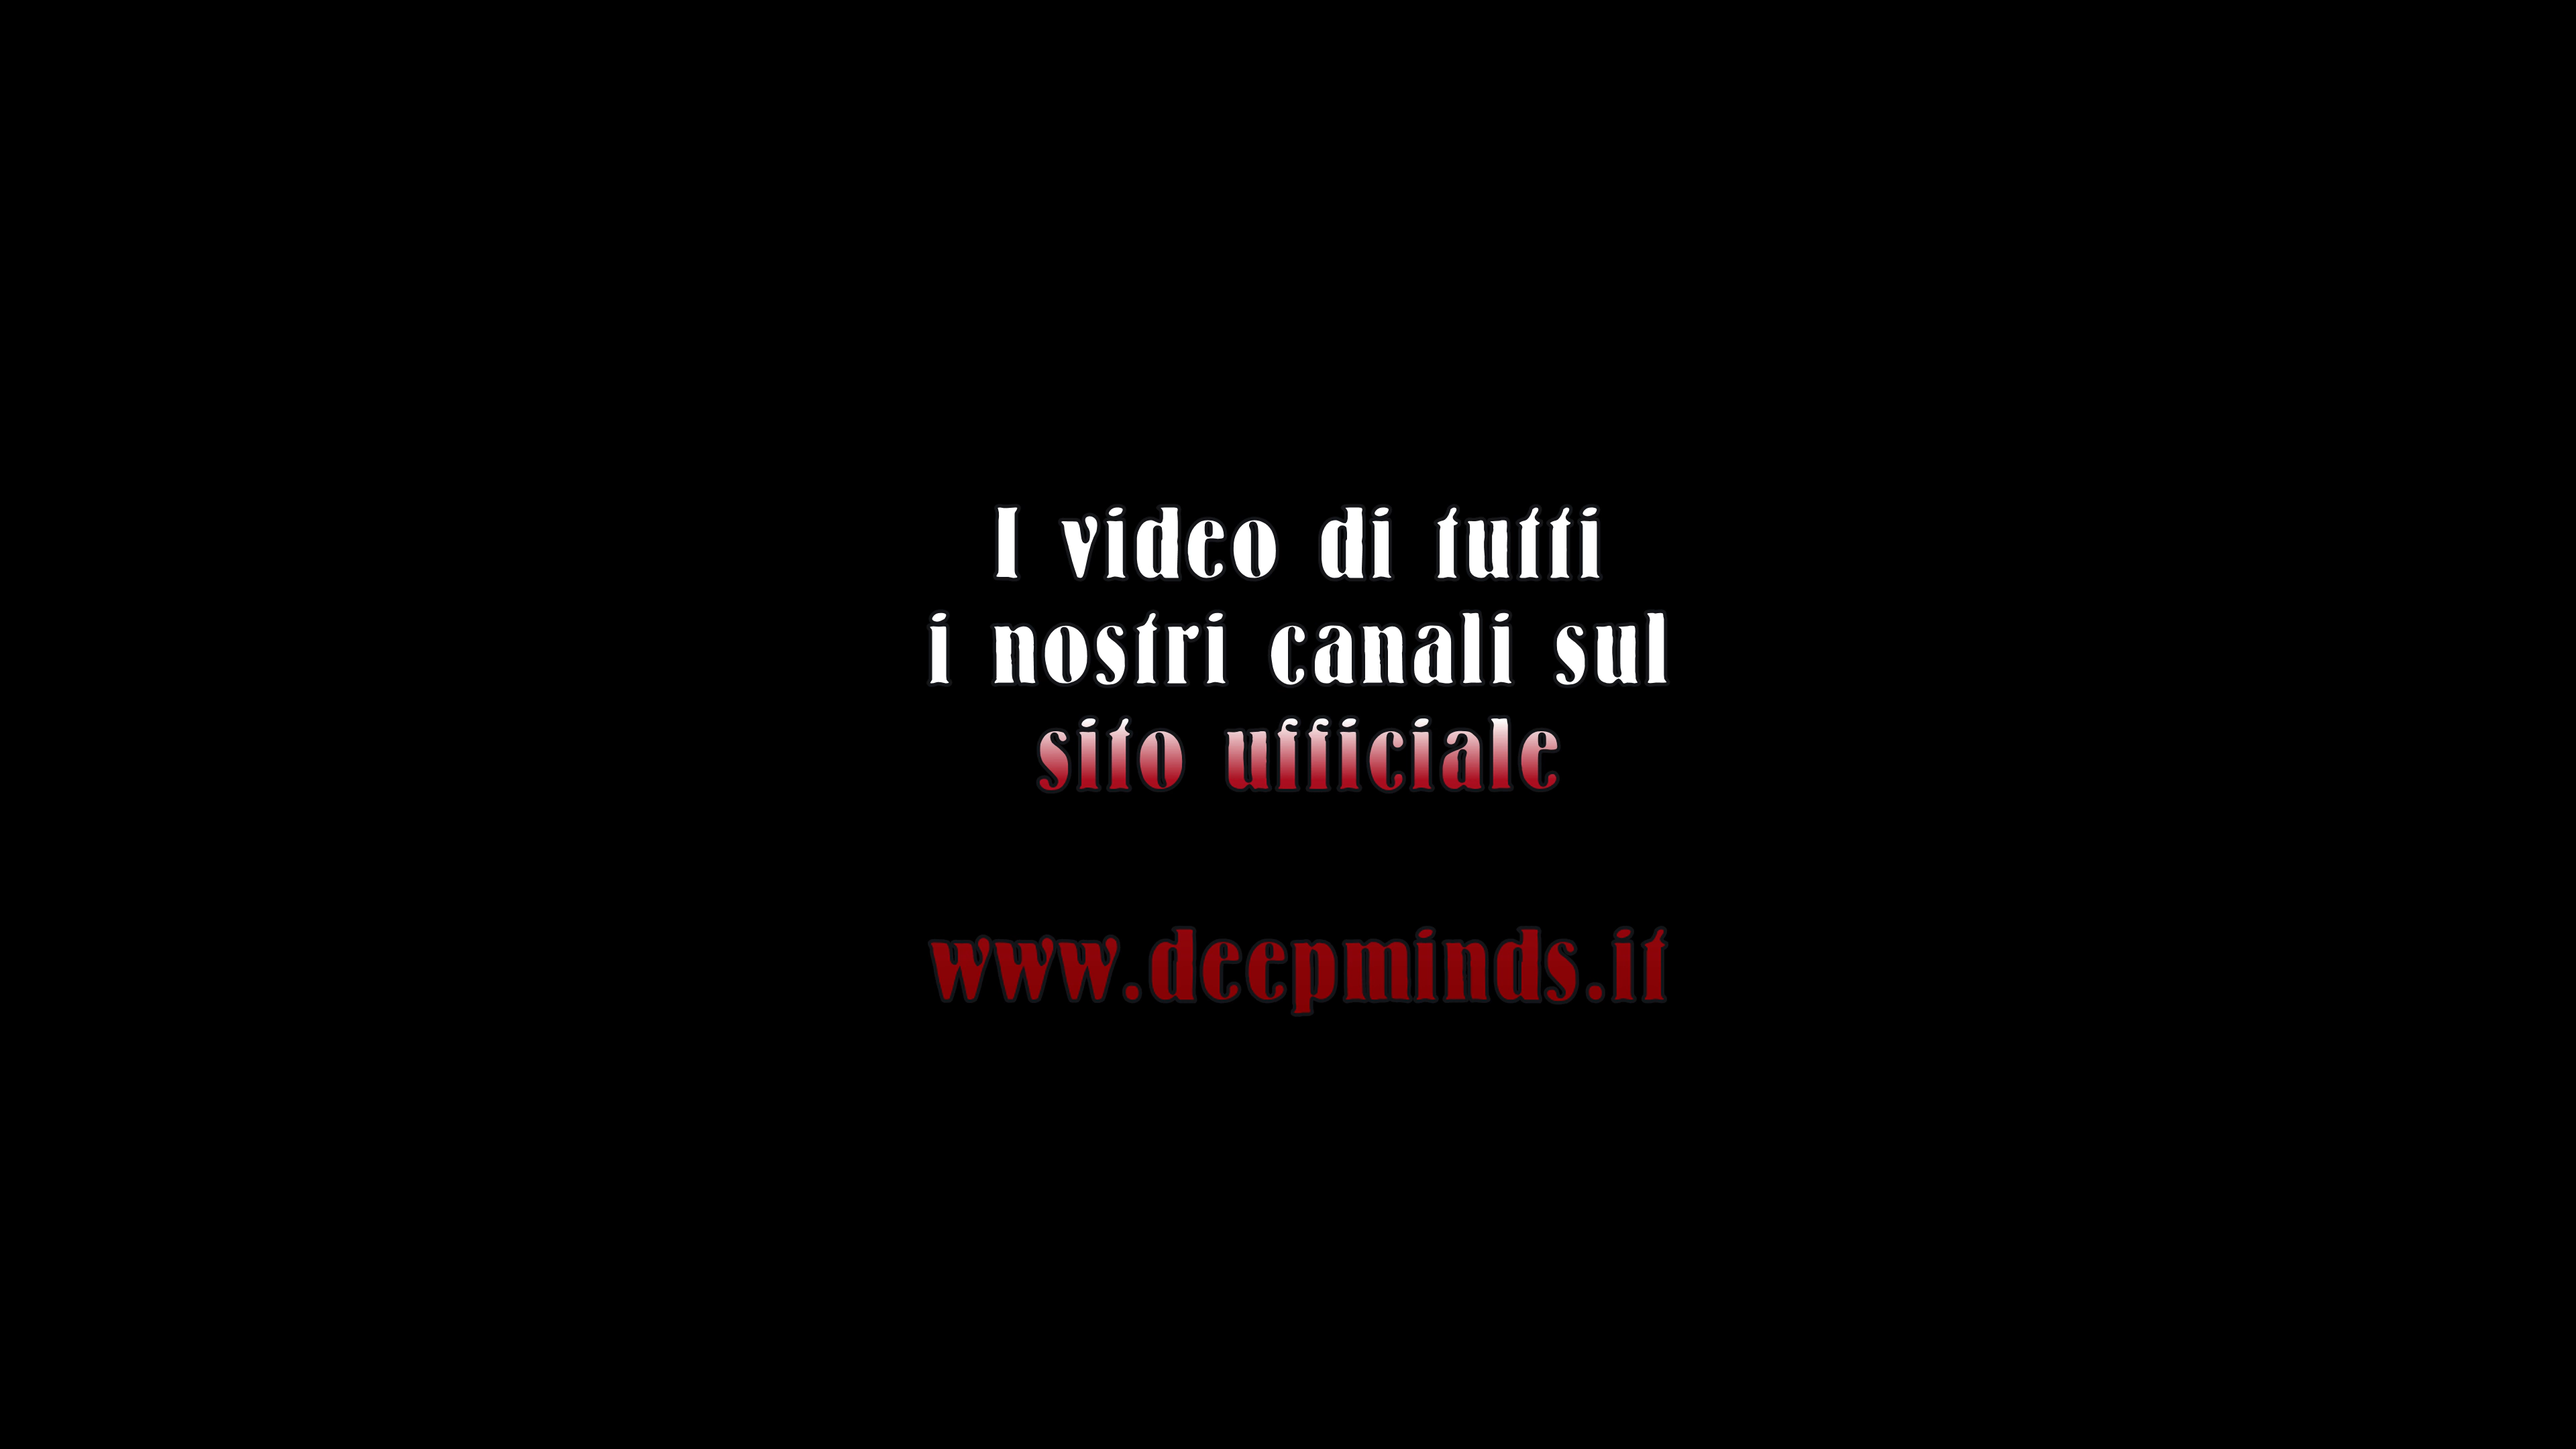 I video di tutti
i nostri canali sul
sito ufficiale
www.deepminds.it